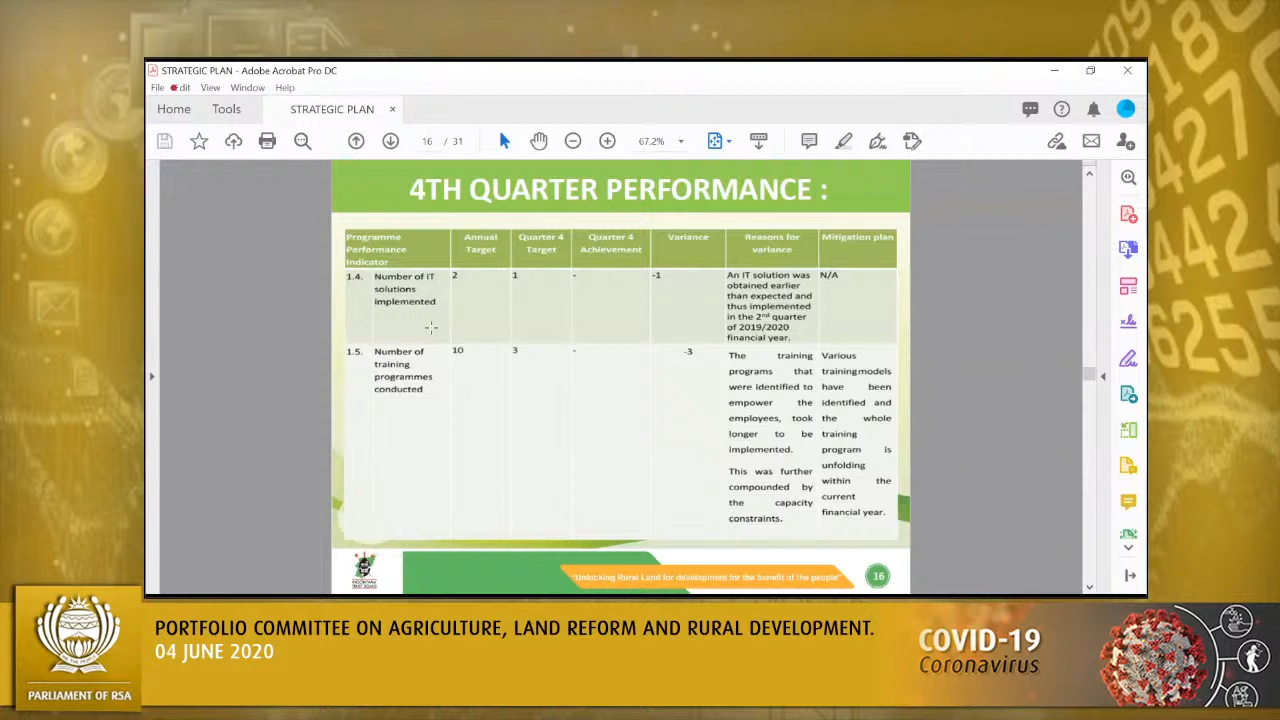 STRATEGIC PLAN - Adobe Acrobat Pro DC
File Edit View Window Help
Home Tools STRATEGIC PLAN ×
16 / 31 67,2%
4TH QUARTER PERFORMANCE :
Programme Performance Indicator
Annual Target
Quarter 4 Target
Quarter 4 Achievement
Variance
Reasons for variance
Mitigation plan
1.4. Number of IT solutions implemented
2
1
-
-1
An IT solution was
obtained earlier
than expected and
thus implemented
in the 2nd quarter
of 2019/2020
financial year.
N/A
1.5. Number of training programmes conducted
10
3
-
-3
The training
programs that
were identified to
empower the
employees, took
longer to be
implemented.
This was further
compounded by
the capacity
constraints.
Various
training models
have been
identified and
the whole
training
program is
unfolding
within the
current
financial year.
"Unlocking Rural Land for development for the benefit of the people"
16
PARLIAMENT OF RSA
PORTFOLIO COMMITTEE ON AGRICULTURE, LAND REFORM AND RURAL DEVELOPMENT.
04 JUNE 2020
COVID-19
Coronavirus